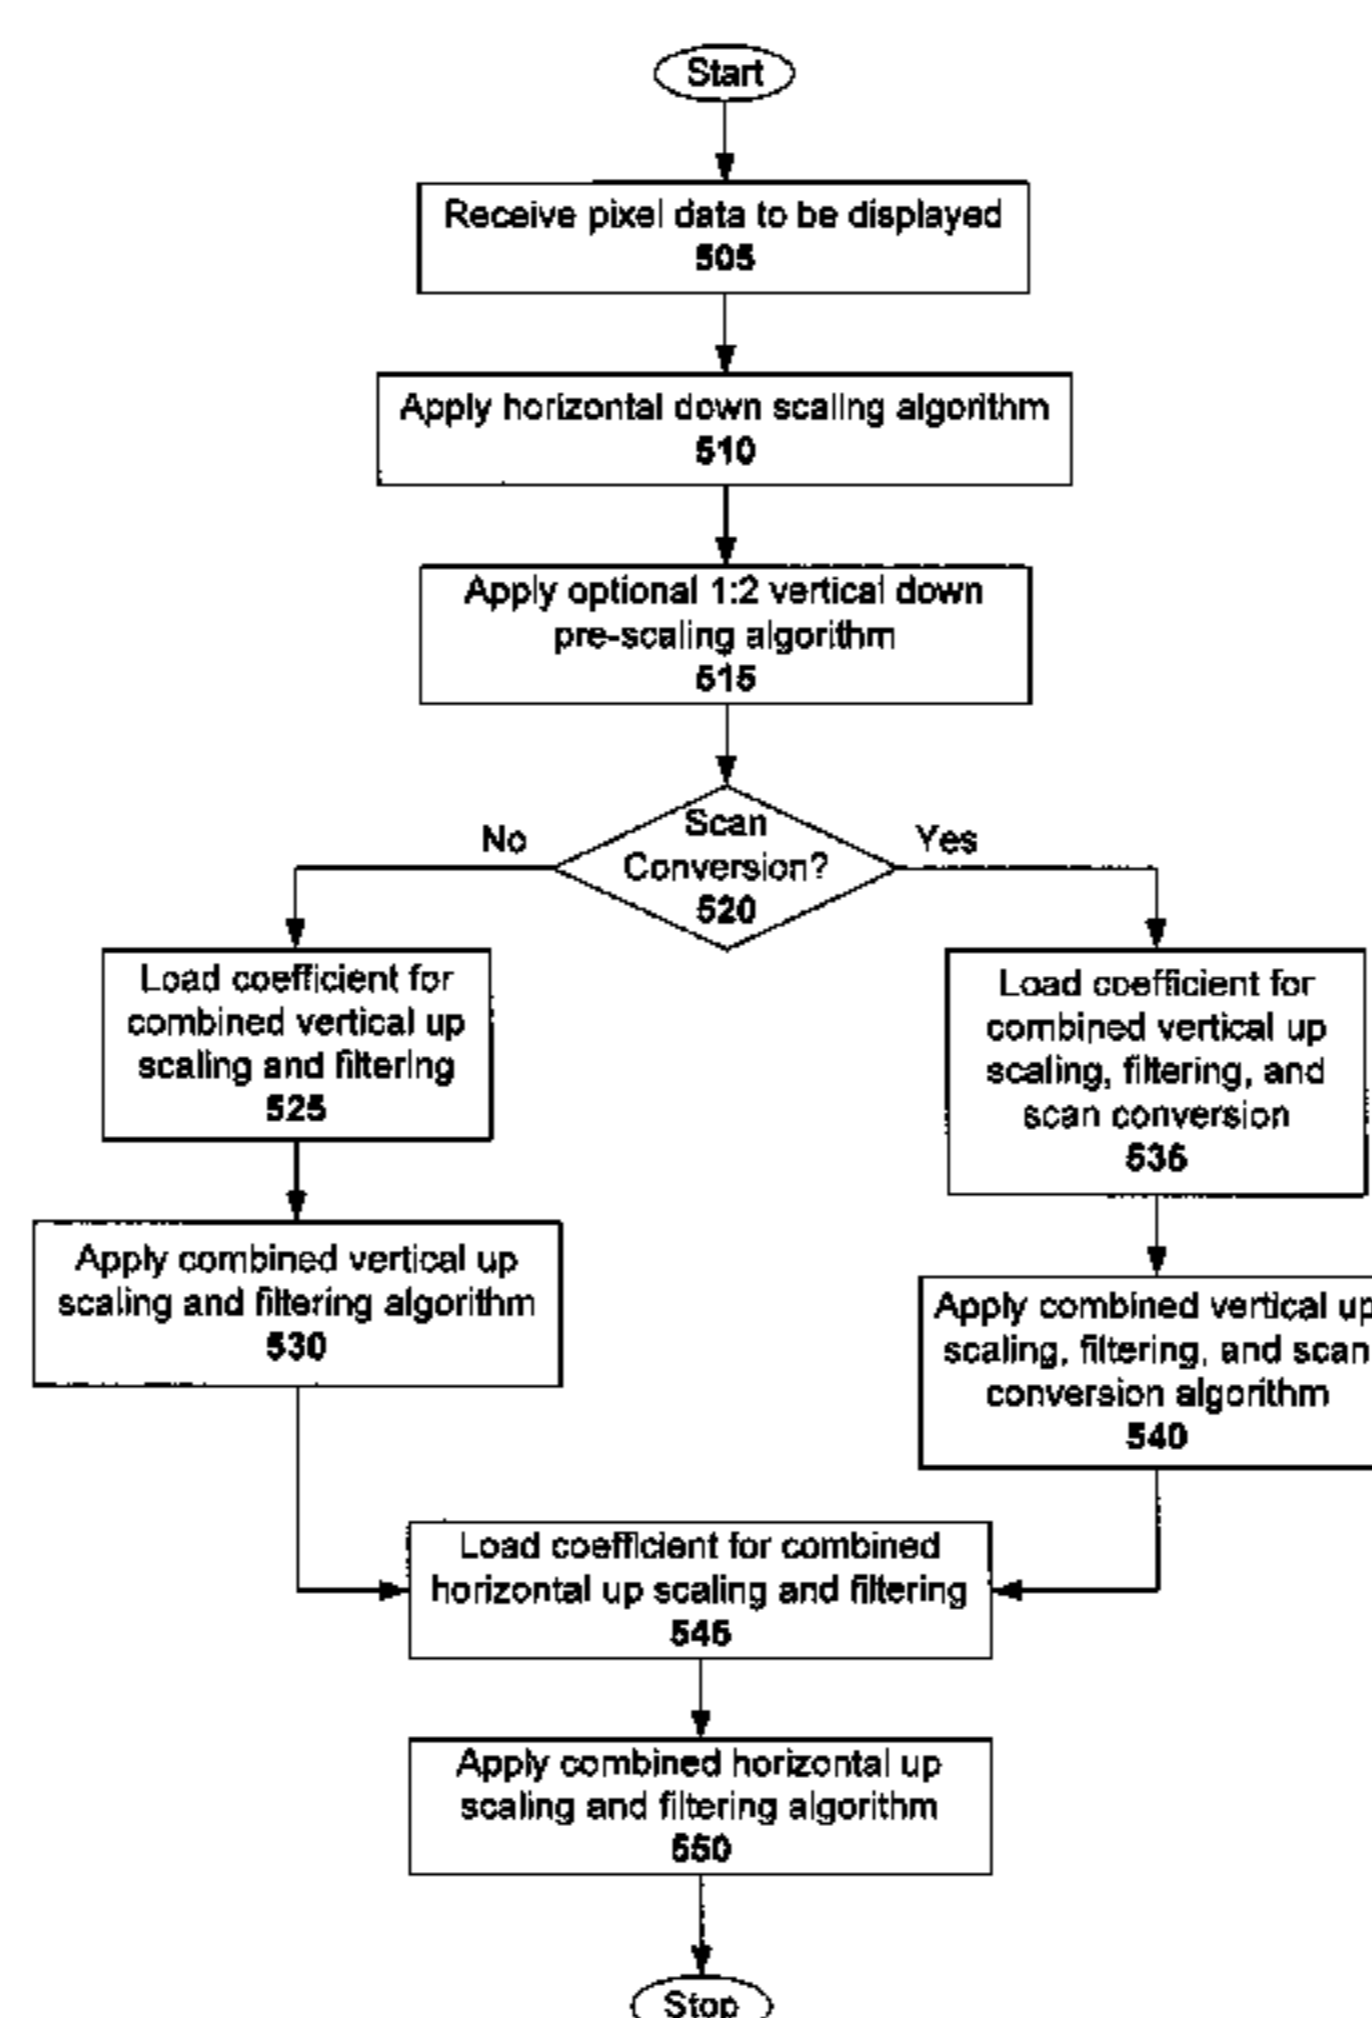 Start
Receive pixel data to be displayed
505
Apply horizontal down scaling algorithm
510
Apply optional 1:2 vertical down
pre-scaling algorithm
515
Scan
Conversion?
520
No
Yes
Load coefficient for
combined vertical up
scaling and filtering
525
Load coefficient for
combined vertical up
scaling, filtering, and
scan conversion
535
Apply combined vertical up
scaling and filtering algorithm
530
Apply combined vertical up
scaling, filtering, and scan
conversion algorithm
540
Load coefficient for combined
horizontal up scaling and filtering
545
Apply combined horizontal up
scaling and filtering algorithm
550
Stop